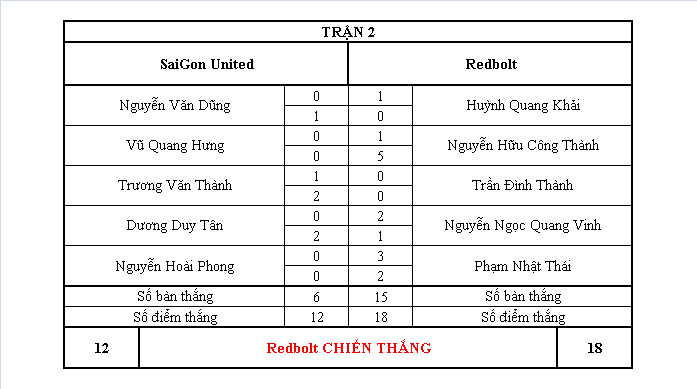 TRẬN 2
SaiGon United Redbolt
Nguyễn Văn Dũng 0 1 Huỳnh Quang Khải
1 0
Vũ Quang Hưng 0 1 Nguyễn Hữu Công Thành
0 5
Trương Văn Thành 1 0 Trần Đình Thành
2 0
Dương Duy Tân 0 2 Nguyễn Ngọc Quang Vinh
2 1
Nguyễn Hoài Phong 0 3 Phạm Nhật Thái
0 2
Số bàn thắng 6 15 Số bàn thắng
Số điểm thắng 12 18 Số điểm thắng
12 Redbolt CHIẾN THẮNG 18